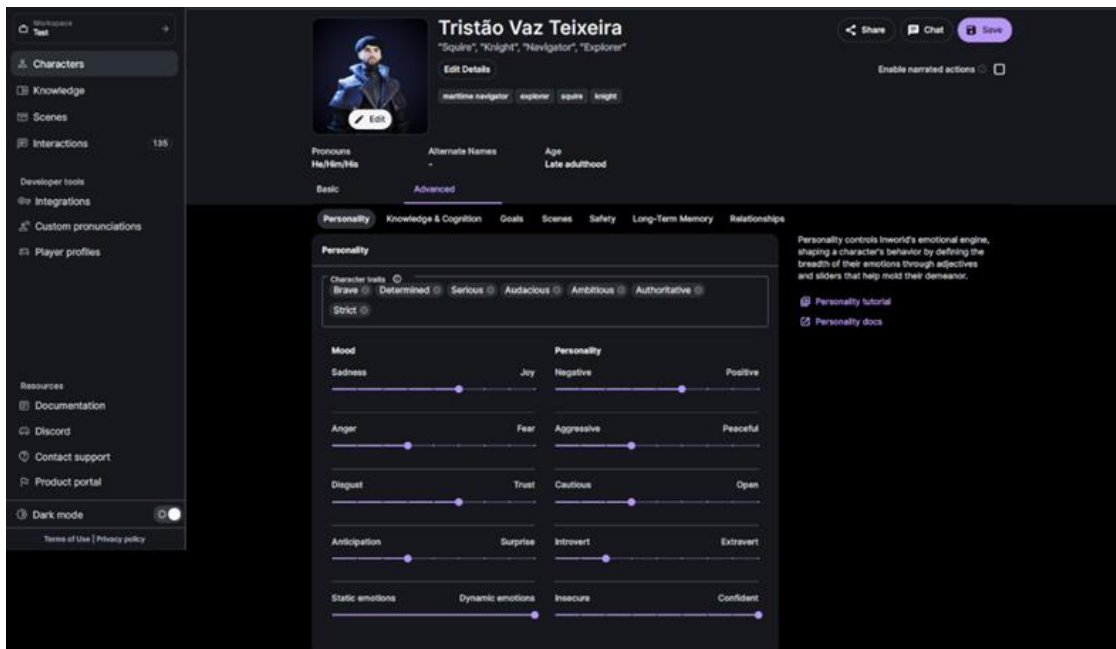 Workspace
Test
Characters
Knowledge
Scenes
Interactions 135
Developer tools
Integrations
Custom pronunciations
Player profiles
Resources
Documentation
Discord
Contact support
Product portal
Dark mode
Terms of Use | Privacy policy
Tristão Vaz Teixeira
"Squire", "Knight", "Navigator", "Explorer"
Edit Details
maritime navigator explorer squire knight
Edit
Share Chat Save
Enable narrated actions
Pronouns Alternate Names Age
He/Him/His - Late adulthood
Basic Advanced
Personality Knowledge & Cognition Goals Scenes Safety Long-Term Memory Relationships
Personality
Character traits
Brave Determined Serious Audacious Ambitious Authoritative
Strict
Mood Personality
Sadness Joy Negative Positive
Anger Fear Aggressive Peaceful
Disgust Trust Cautious Open
Anticipation Surprise Introvert Extravert
Static emotions Dynamic emotions Insecure Confident
Personality controls Inworld's emotional engine,
shaping a character's behavior by defining the
breadth of their emotions through adjectives
and sliders that help mold their demeanor.
Personality tutorial
Personality docs